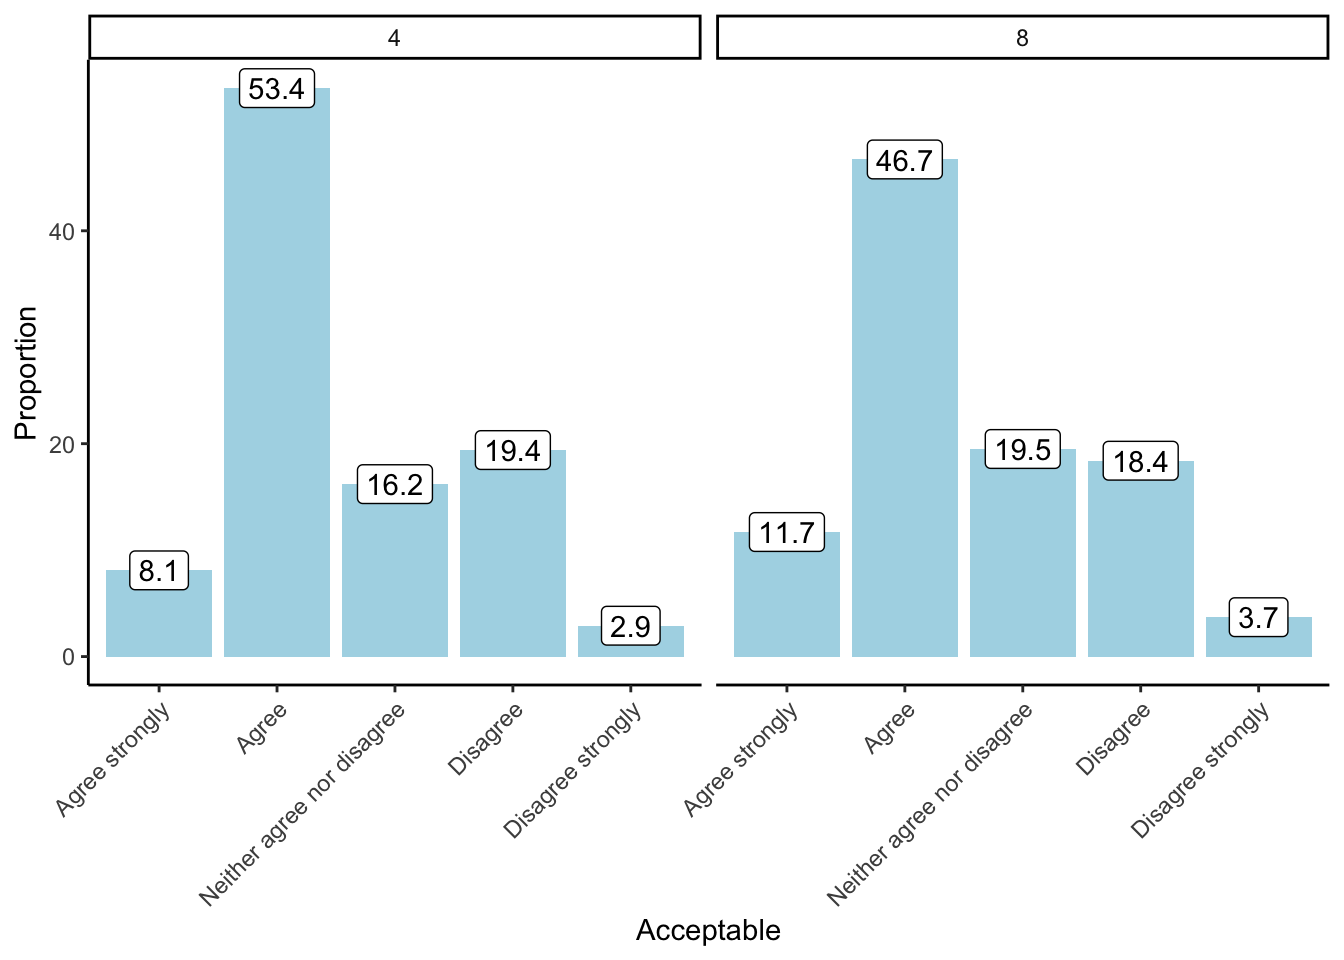 4
8
53.4
46.7
40
Proportion
20
19.4
19.5
18.4
16.2
11.7
8.1
2.9
3.7
0
Agree strongly
Agree
Neither agree nor disagree
Disagree
Disagree strongly
Agree strongly
Agree
Neither agree nor disagree
Disagree
Disagree strongly
Acceptable